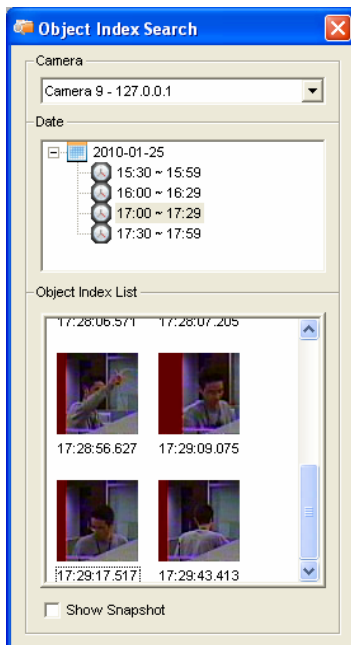 Object Index Search
Camera
Camera 9 - 127.0.0.1
Date
2010-01-25
15:30 ~ 15:59
16:00 ~ 16:29
17:00 ~ 17:29
17:30 ~ 17:59
Object Index List
17:28:06.571 17:28:07.205
17:28:56.627 17:29:09.075
17:29:17.517 17:29:43.413
Show Snapshot